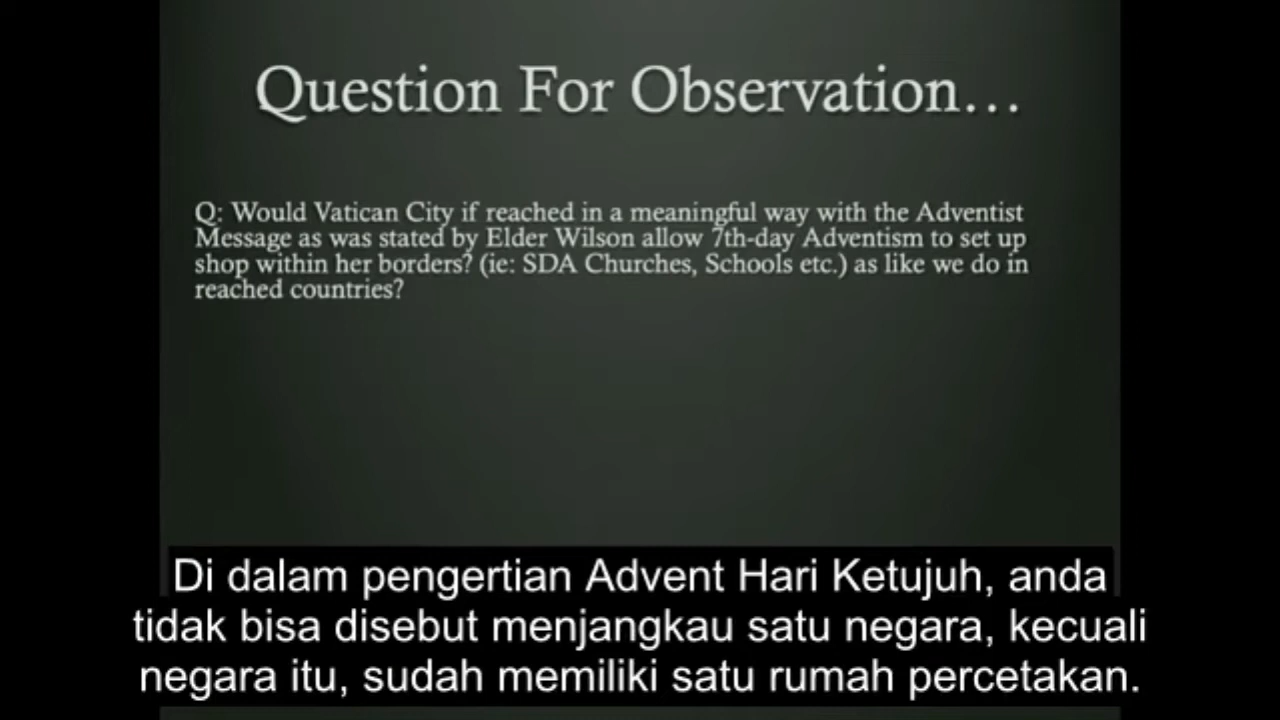 Question For Observation...
Q: Would Vatican City if reached in a meaningful way with the Adventist
Message as was stated by Elder Wilson allow 7th-day Adventism to set up
shop within her borders? (ie: SDA Churches, Schools etc.) as like we do in
reached countries?
Di dalam pengertian Advent Hari Ketujuh, anda
tidak bisa disebut menjangkau satu negara, kecuali
negara itu, sudah memiliki satu rumah percetakan.